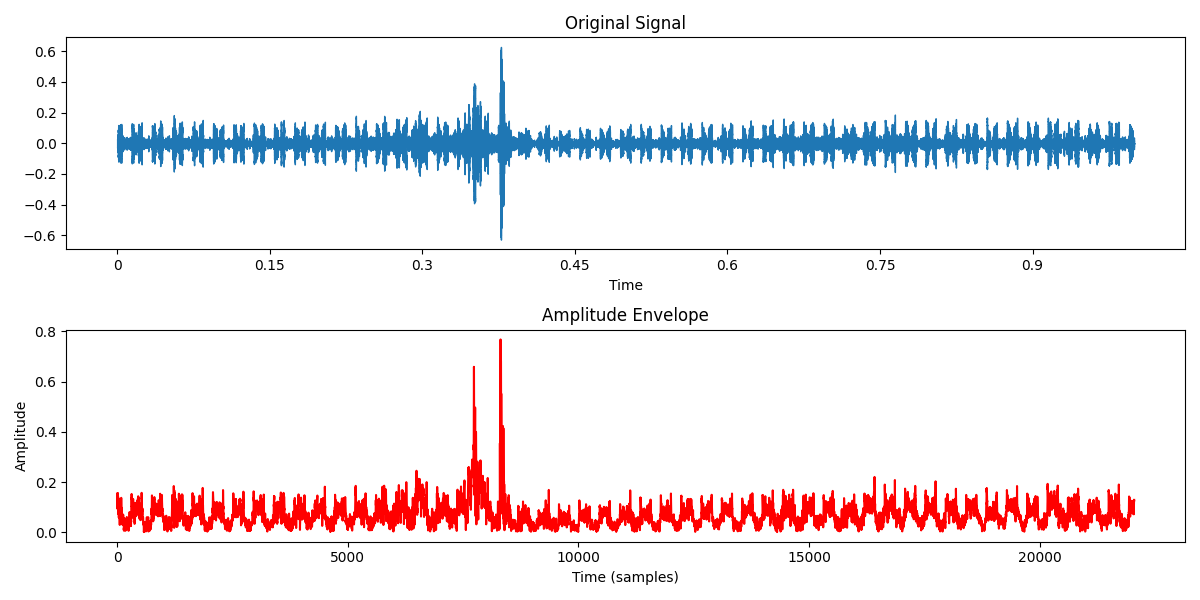 Original Signal
0.6
0.4
0.2
0.0
−0.2
−0.4
−0.6
0 0.15 0.3 0.45 0.6 0.75 0.9
Time
Amplitude Envelope
Amplitude
0.8
0.6
0.4
0.2
0.0
0 5000 10000 15000 20000
Time (samples)